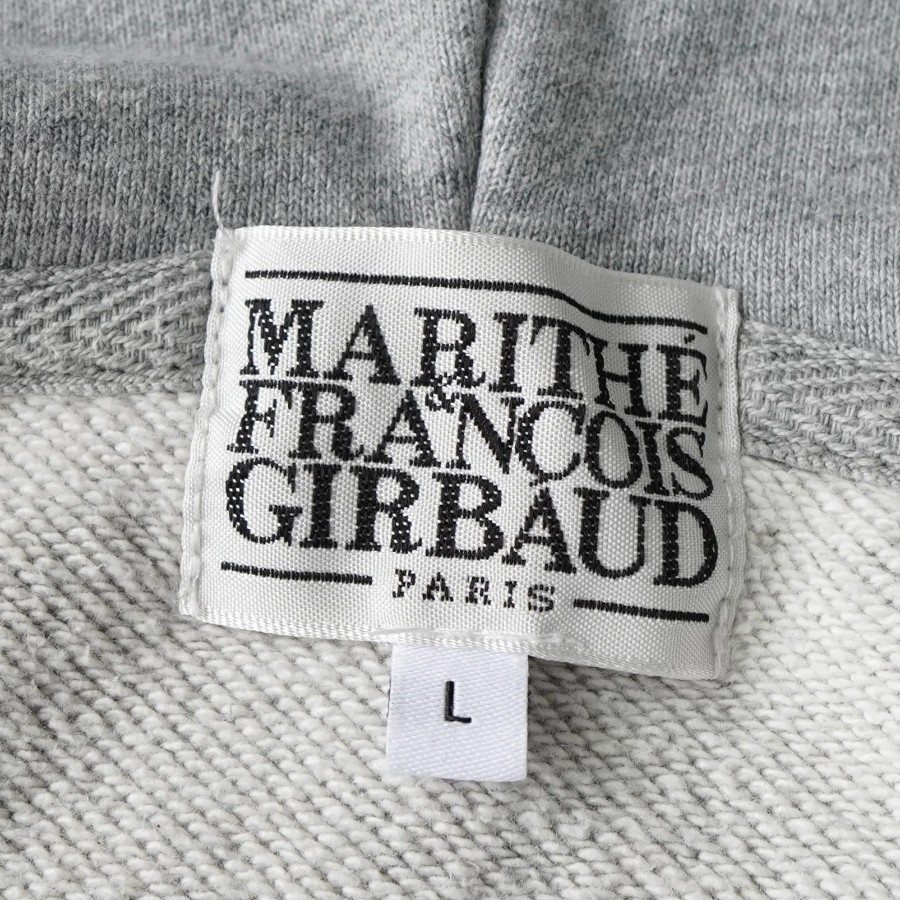 MARITHÉ
&
FRANÇOIS
GIRBAUD
PARIS
L